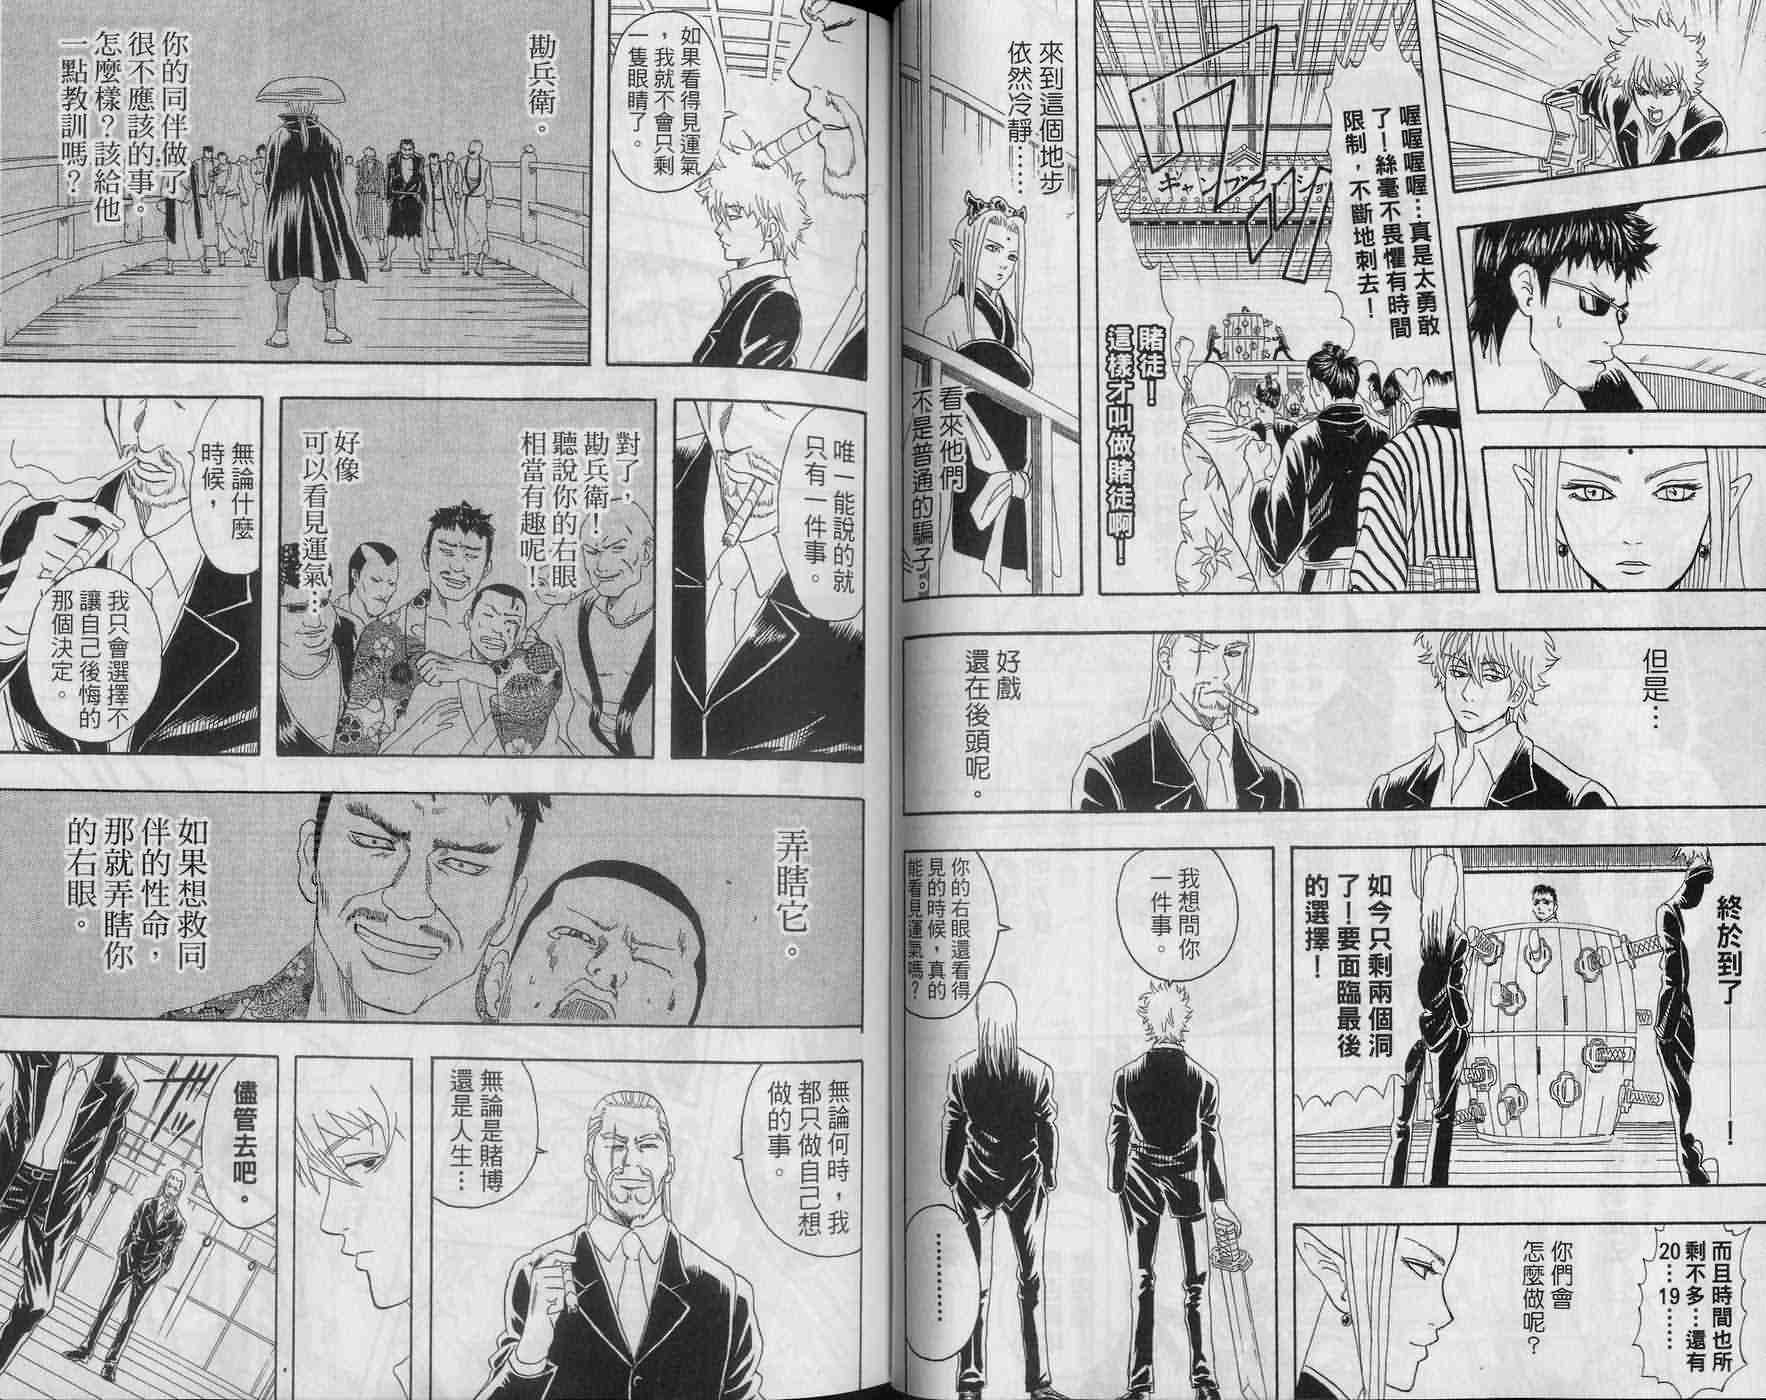 喔喔喔喔…真是太勇敢
了！絲毫不畏懼有時間
限制，不斷地刺去！
賭徒！
這樣才叫做賭徒啊！
來到這個地步
依然冷靜……
看來他們
不是普通的騙子。
但是…
好戲
還在後頭呢。
終於到了——！
如今只剩兩個洞
了！要面臨最後
的選擇！
而且時間也所
剩不多…還有
20…19……
你們會
怎麼做呢？
我想問你
一件事。
你的右眼還看得
見的時候，真的
能看見運氣嗎？
…………
如果看得見運氣
，我就不會只剩
一隻眼睛了。
勘兵衛。
你的同伴做了
很不應該的事。
怎麼樣？該給他
一點教訓嗎？
唯一能說的就
只有一件事。
對了，
勘兵衛！
聽說你的右眼
相當有趣呢！
好像
可以看見運氣…
無論什麼
時候，
我只會選擇不
讓自己後悔的
那個決定。
弄瞎它。
如果想救同
伴的性命，
那就弄瞎你
的右眼。
無論何時，我
都只做自己想
做的事。
無論是賭博
還是人生…
儘管去吧。